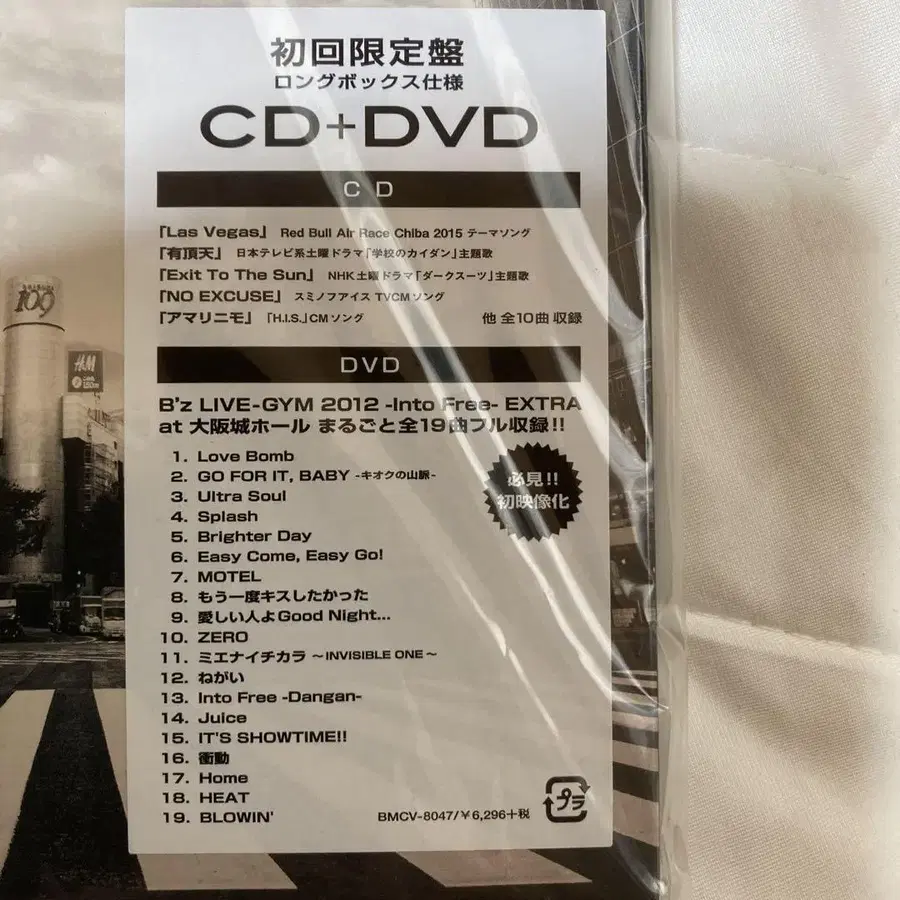 初回限定盤
ロングボックス仕様
CD+DVD
CD
「Las Vegas」 Red Bull Air Race Chiba 2015 テーマソング
「有頂天」 日本テレビ系土曜ドラマ「学校のカイダン」主題歌
「Exit To The Sun」 NHK土曜ドラマ「ダークスーツ」主題歌
「NO EXCUSE」 スミノフアイス TVCMソング
「アマリニモ」 「H.I.S.」CMソング 他 全10曲収録
DVD
B'z LIVE-GYM 2012 -Into Free- EXTRA
at 大阪城ホール まるごと全19曲フル収録!!
必見!!
初映像化
1. Love Bomb
2. GO FOR IT, BABY -キオクの山脈-
3. Ultra Soul
4. Splash
5. Brighter Day
6. Easy Come, Easy Go!
7. MOTEL
8. もう一度キスしたかった
9. 愛しい人よGood Night...
10. ZERO
11. ミエナイチカラ ～INVISIBLE ONE～
12. ねがい
13. Into Free -Dangan-
14. Juice
15. IT'S SHOWTIME!!
16. 衝動
17. Home
18. HEAT
19. BLOWIN'
BMCV-8047/￥6,296+税
プラ
109
H&M